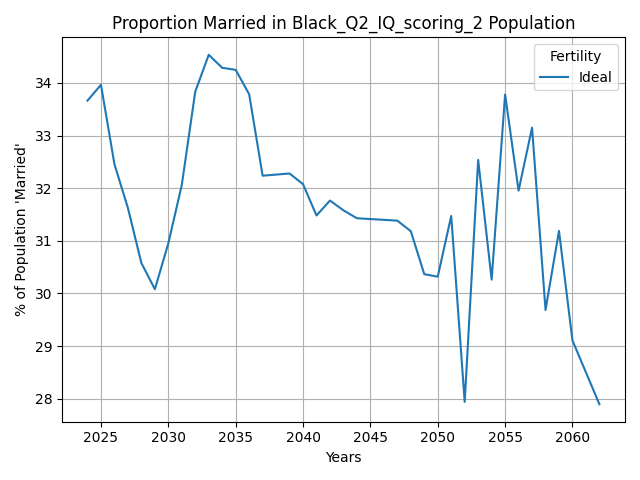 Proportion Married in Black_Q2_IQ_scoring_2 Population
Fertility
Ideal
% of Population 'Married'
34
33
32
31
30
29
28
2025 2030 2035 2040 2045 2050 2055 2060
Years